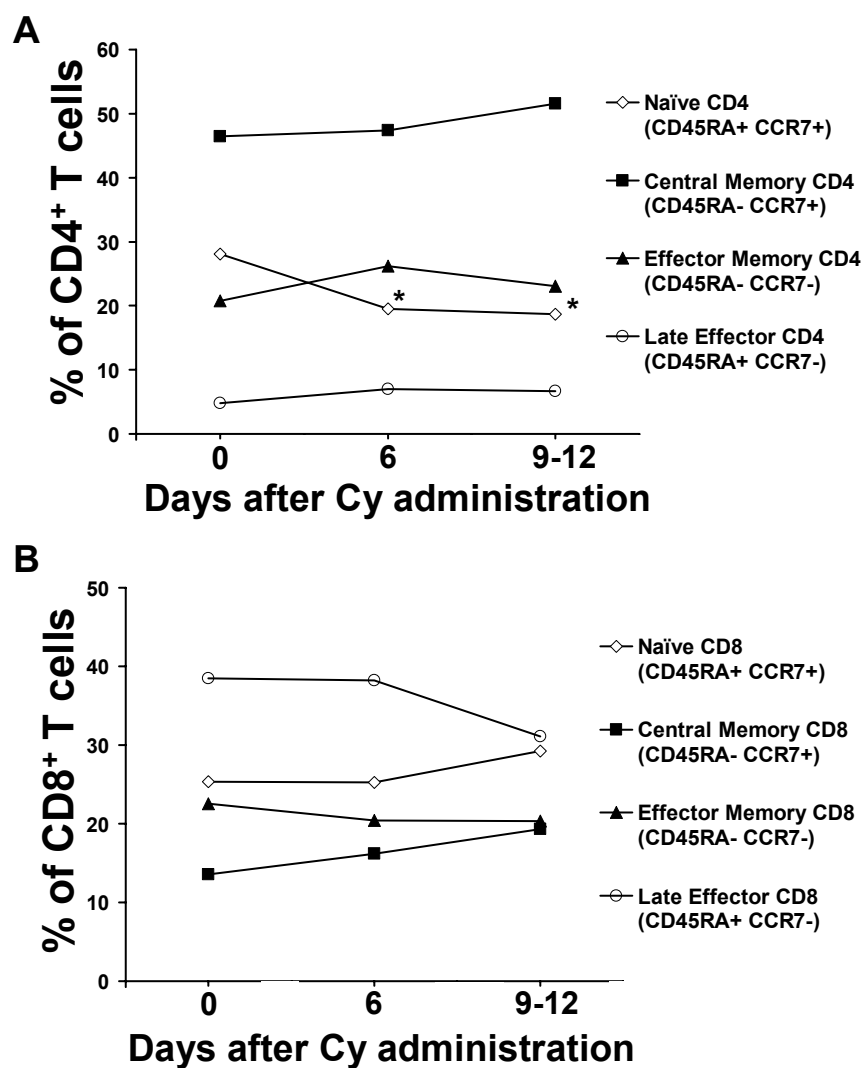 A
% of CD4⁺ T cells
60
50
40
30
20
10
0
0 6 9-12
Days after Cy administration
* *
Naïve CD4
(CD45RA+ CCR7+)
Central Memory CD4
(CD45RA- CCR7+)
Effector Memory CD4
(CD45RA- CCR7-)
Late Effector CD4
(CD45RA+ CCR7-)
B
% of CD8⁺ T cells
50
40
30
20
10
0
0 6 9-12
Days after Cy administration
Naïve CD8
(CD45RA+ CCR7+)
Central Memory CD8
(CD45RA- CCR7+)
Effector Memory CD8
(CD45RA- CCR7-)
Late Effector CD8
(CD45RA+ CCR7-)